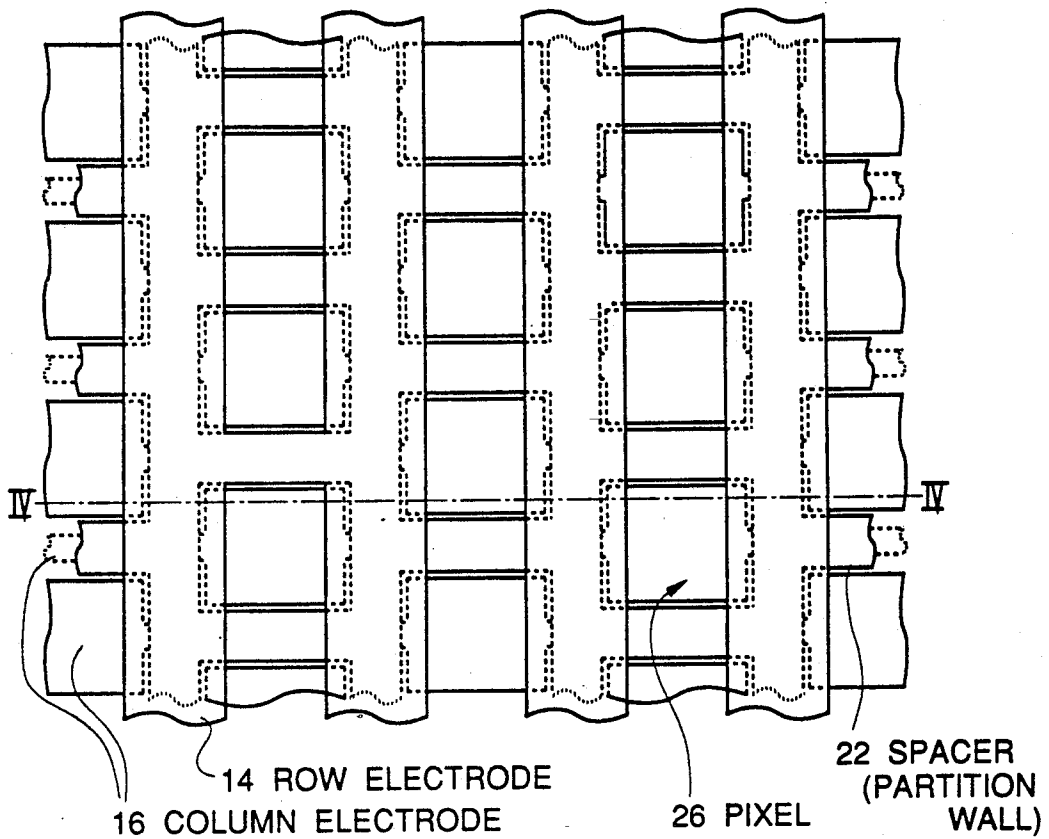 IV IV
14 ROW ELECTRODE
16 COLUMN ELECTRODE
26 PIXEL
22 SPACER
(PARTITION
WALL)